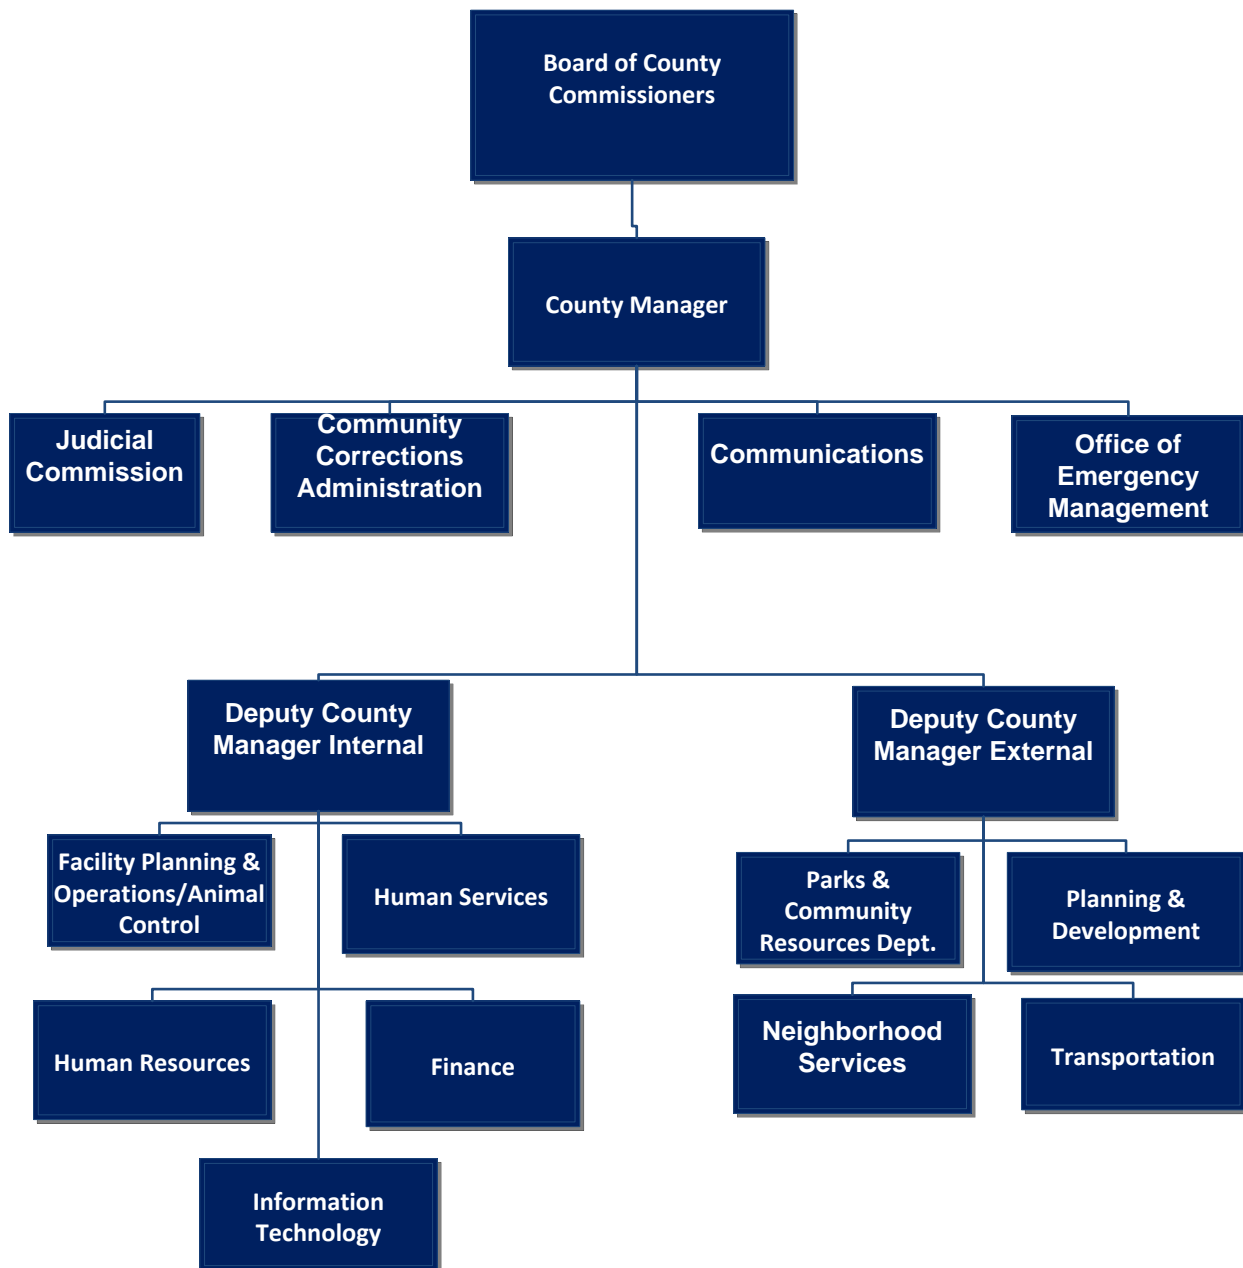 Board of County
Commissioners
County Manager
Judicial
Commission
Community
Corrections
Administration
Communications
Office of
Emergency
Management
Deputy County
Manager Internal
Deputy County
Manager External
Facility Planning &
Operations/Animal
Control
Human Services
Parks &
Community
Resources Dept.
Planning &
Development
Human Resources
Finance
Neighborhood
Services
Transportation
Information
Technology